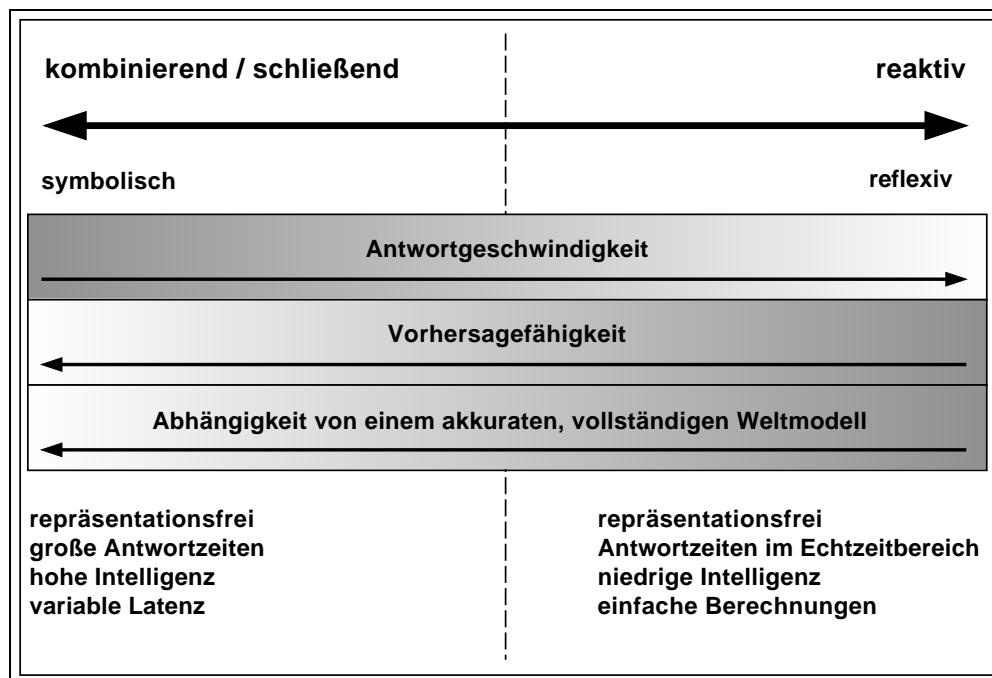 kombinierend / schließend
reaktiv
symbolisch
reflexiv
Antwortgeschwindigkeit
Vorhersagefähigkeit
Abhängigkeit von einem akkuraten, vollständigen Weltmodell
repräsentationsfrei
große Antwortzeiten
hohe Intelligenz
variable Latenz
repräsentationsfrei
Antwortzeiten im Echtzeitbereich
niedrige Intelligenz
einfache Berechnungen